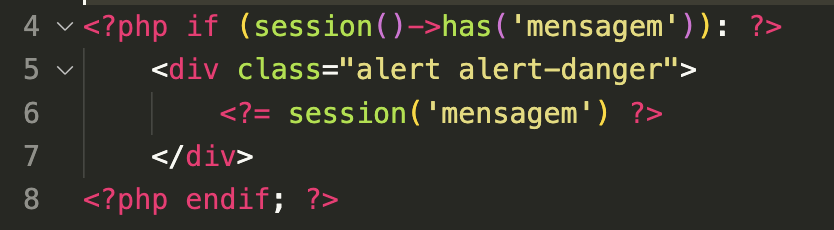 4 <?php if (session()->has('mensagem')): ?>
5 <div class="alert alert-danger">
6 <?= session('mensagem') ?>
7 </div>
8 <?php endif; ?>